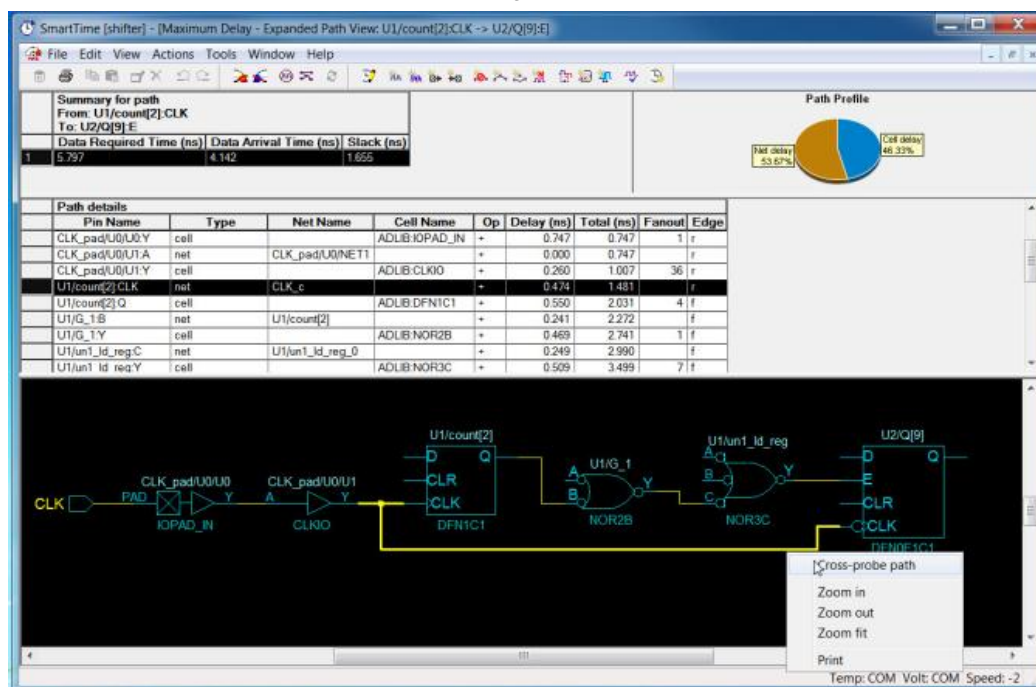 SmartTime [shifter] - [Maximum Delay - Expanded Path View: U1/count[2]:CLK -> U2/Q[9]:E]
File Edit View Actions Tools Window Help
Summary for path
From: U1/count[2]:CLK
To: U2/Q[9]:E
Data Required Time (ns) Data Arrival Time (ns) Slack (ns)
1 5.797 4.142 1.655
Path Profile
Cell delay
46.33%
Net delay
53.67%
Path details
Pin Name Type Net Name Cell Name Op Delay (ns) Total (ns) Fanout Edge
CLK_pad/U0/U0:Y cell ADLIB:IOPAD_IN + 0.747 0.747 1 r
CLK_pad/U0/U1:A net CLK_pad/U0/NET1 + 0.000 0.747 r
CLK_pad/U0/U1:Y cell ADLIB:CLKIO + 0.260 1.007 36 r
U1/count[2]:CLK net CLK_c + 0.474 1.481 r
U1/count[2]:Q cell ADLIB:DFN1C1 + 0.550 2.031 4 f
U1/G_1:B net U1/count[2] + 0.241 2.272 f
U1/G_1:Y cell ADLIB:NOR2B + 0.469 2.741 1 f
U1/un1_ld_reg:C net U1/un1_ld_reg_0 + 0.249 2.990 f
U1/un1_ld_reg:Y cell ADLIB:NOR3C + 0.509 3.499 7 f
U1/count[2] U1/un1_ld_reg U2/Q[9]
D Q A D Q
U1/G_1
CLK_pad/U0/U0 CLK_pad/U0/U1 CLR A Y B Y E
CLK PAD Y A Y CLK B C CLR
IOPAD_IN CLKIO DFN1C1 NOR2B NOR3C CLK
DFN0E1C1
Cross-probe path
Zoom in
Zoom out
Zoom fit
Print
Temp: COM Volt: COM Speed: -2